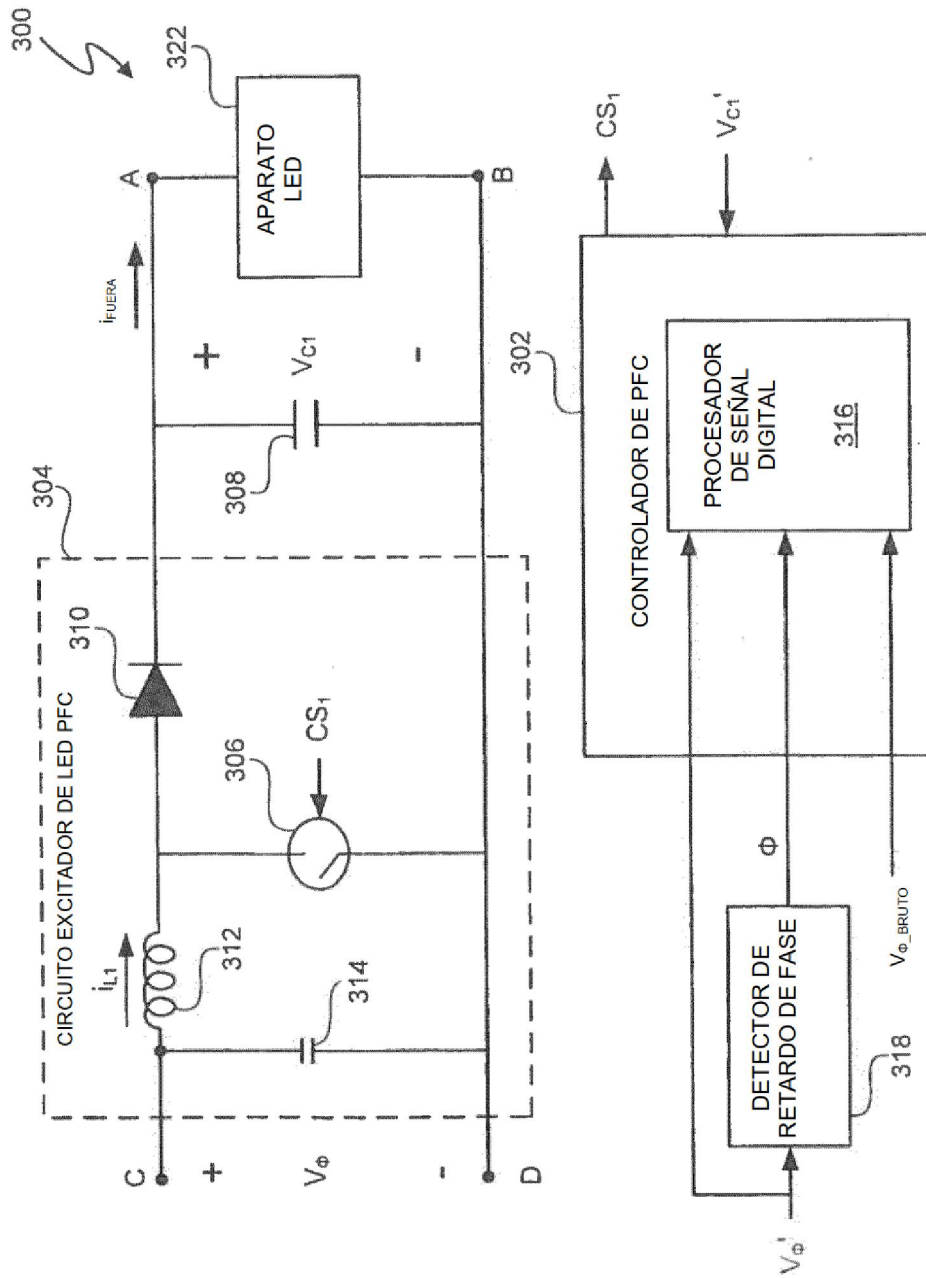 300
CIRCUITO EXCITADOR DE LED PFC
304
C
+
VΦ
-
D
iL1
312
314
310
306
CS1
308
+
VC1
-
iFUERA
A
B
APARATO
LED
322
VΦ'
DETECTOR DE
RETARDO DE FASE
318
Φ
VΦ_BRUTO
302
CONTROLADOR DE PFC
PROCESADOR
DE SEÑAL
DIGITAL
316
CS1
VC1'